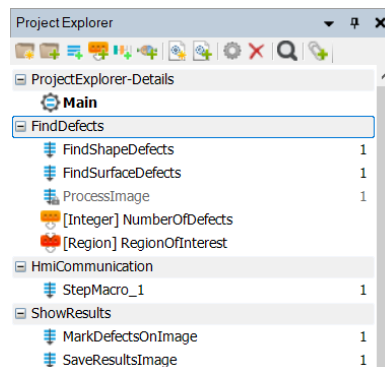 Project Explorer
ProjectExplorer-Details
Main
FindDefects
FindShapeDefects 1
FindSurfaceDefects 1
ProcessImage 1
[Integer] NumberOfDefects
[Region] RegionOfInterest
HmiCommunication
StepMacro_1 1
ShowResults
MarkDefectsOnImage 1
SaveResultsImage 1